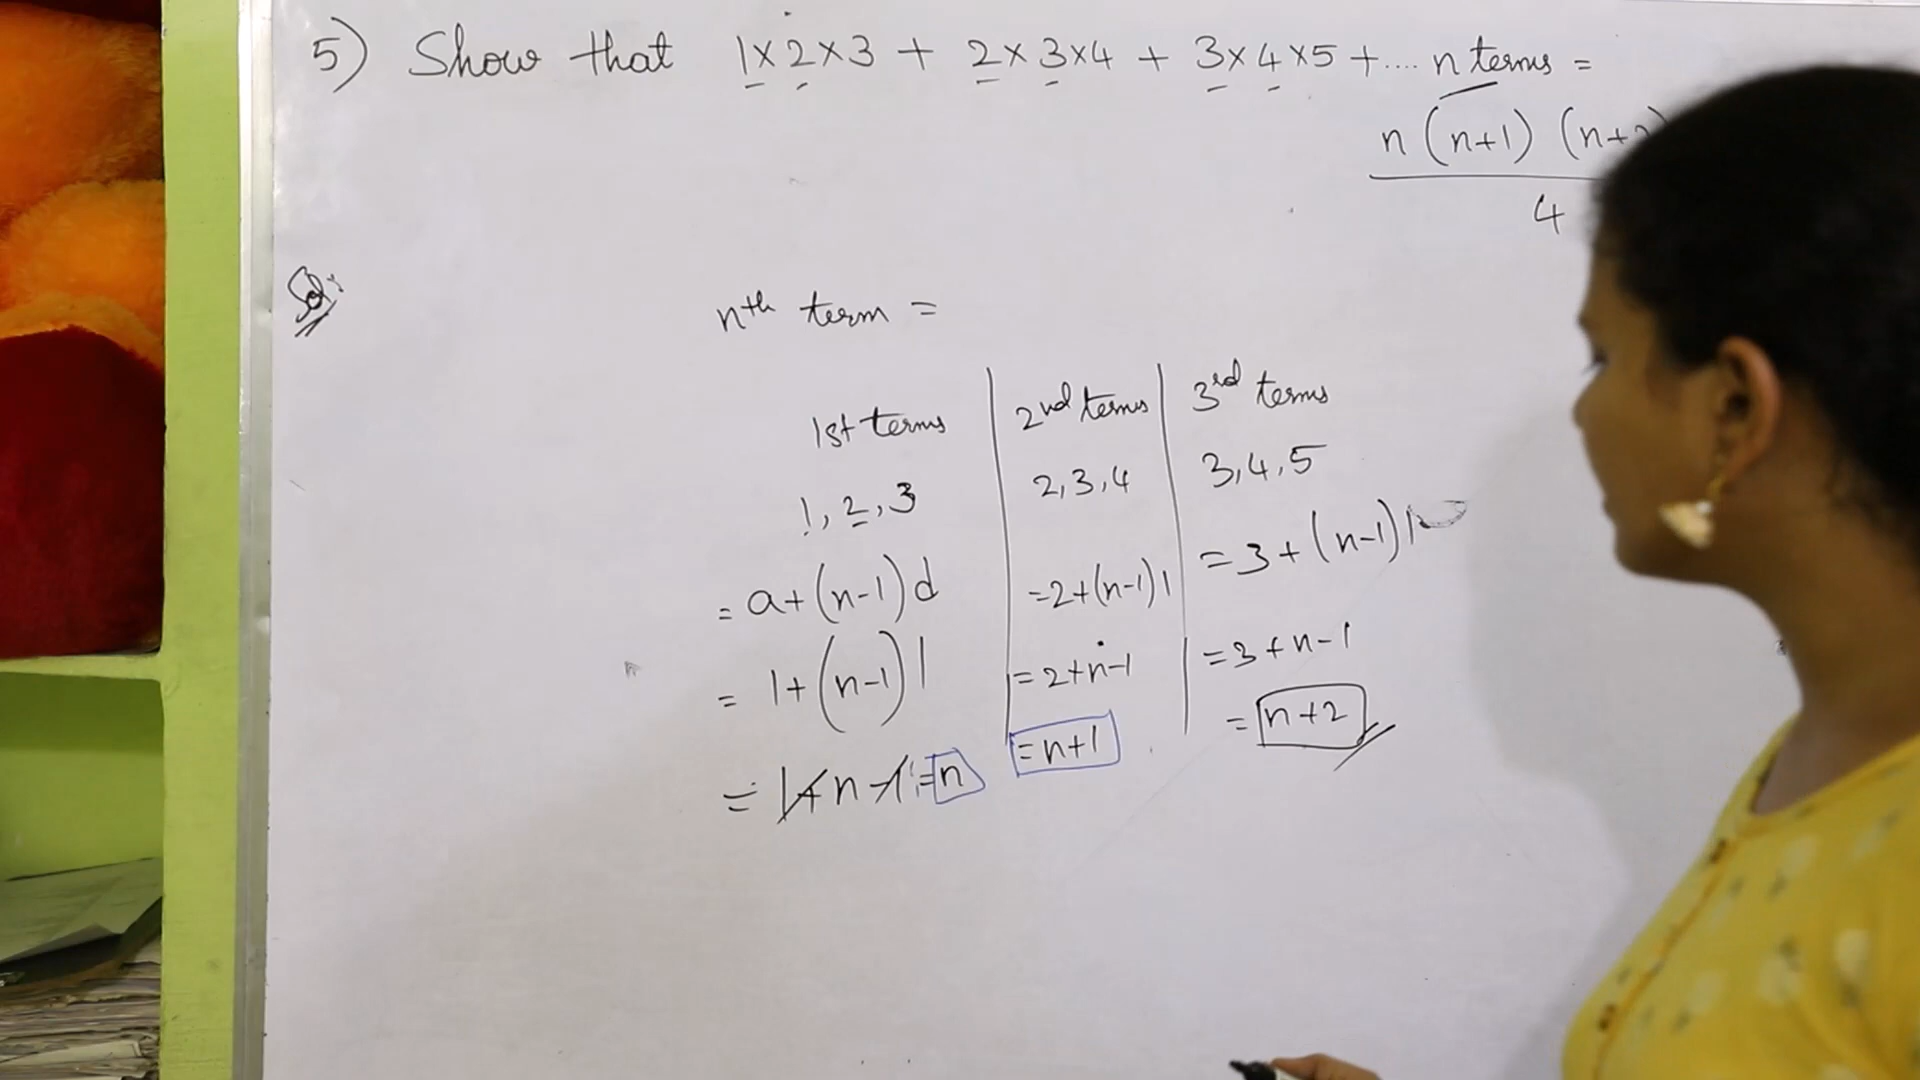 5) Show that 1×2×3 + 2×3×4 + 3×4×5 +.... n terms =
n (n+1) (n+2)
4
Sol:
nth term =
1st terms 2nd terms 3rd terms
1, 2, 3 2, 3, 4 3, 4, 5
= a+(n-1)d =2+(n-1)1 =3+(n-1)1
= 1+(n-1)1 =2+n-1 =3+n-1
= 1+n-1 =n =n+1 = n+2